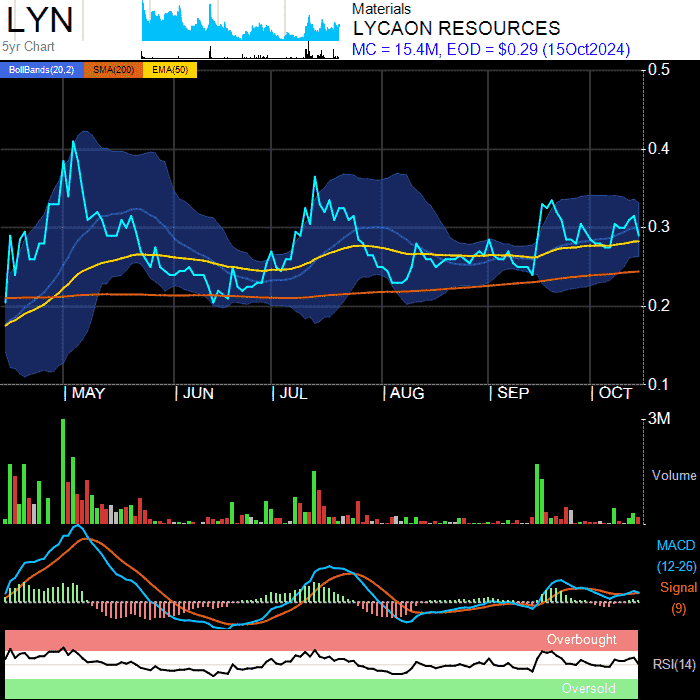 LYN
5yr Chart
Materials
LYCAON RESOURCES
MC = 15.4M, EOD = $0.29 (15Oct2024)
BollBands(20,2) SMA(200) EMA(50)
0.5
0.4
0.3
0.2
0.1
| MAY | JUN | JUL | AUG | SEP | OCT
3M
Volume
MACD
(12-26)
Signal
(9)
Overbought
RSI(14)
Oversold